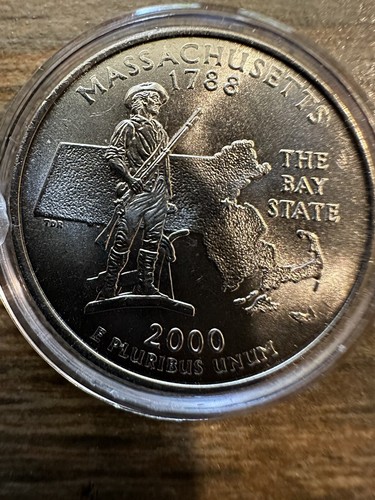 MASSACHUSETTS
1788
THE
BAY
STATE
TDR
2000
E PLURIBUS UNUM